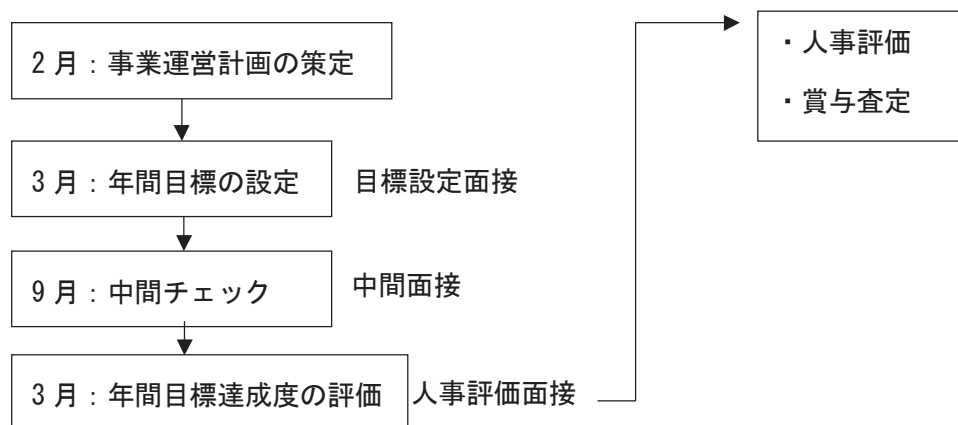 2月：事業運営計画の策定
3月：年間目標の設定
目標設定面接
9月：中間チェック
中間面接
3月：年間目標達成度の評価
人事評価面接
・人事評価
・賞与査定